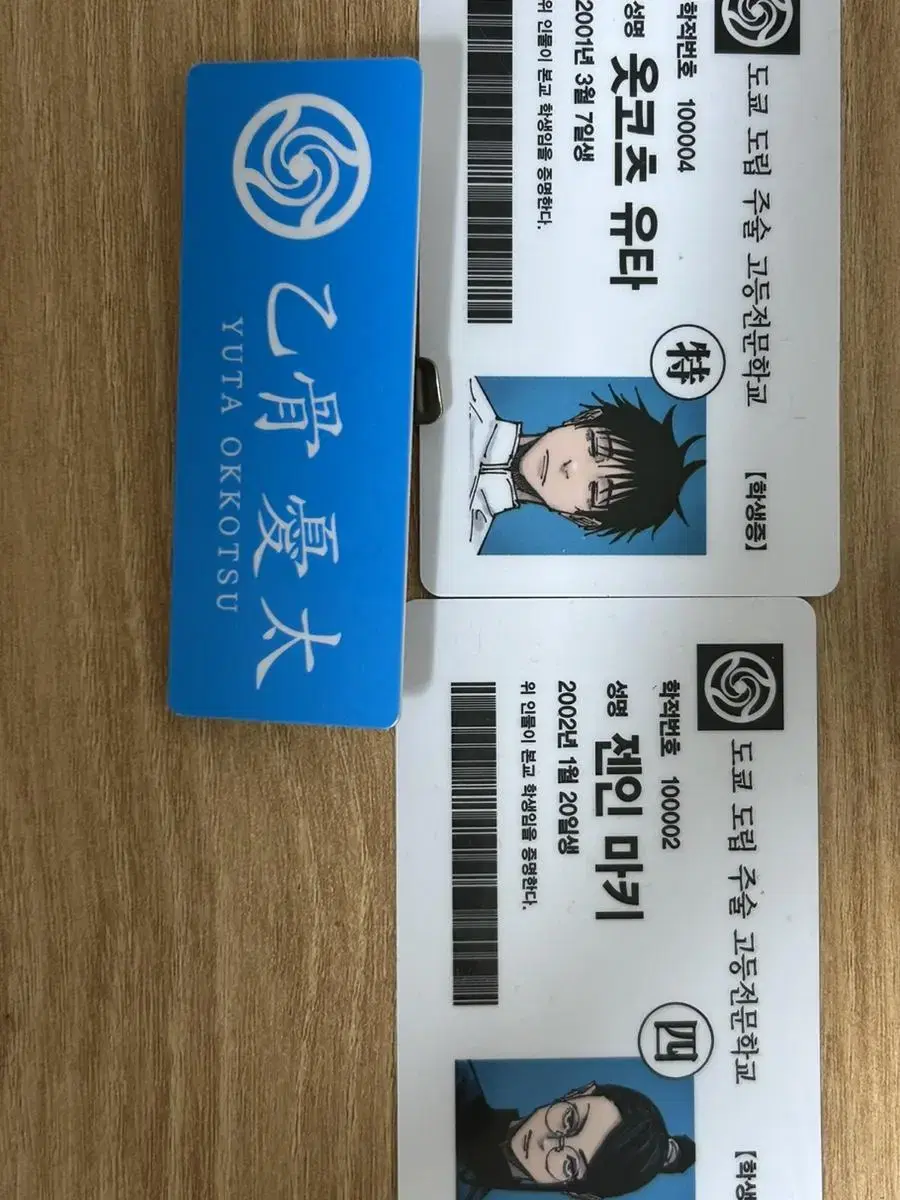 乙骨 憂太
YUTA OKKOTSU
도쿄 도립 주술 고등전문학교 【학생증】
학적번호 100004
성명 옷코츠 유타
2001년 3월 7일생
위 인물이 본교 학생임을 증명한다.
特
도쿄 도립 주술 고등전문학교 【학생
학적번호 100002
성명 젠인 마키
2002년 1월 20일생
위 인물이 본교 학생임을 증명한다.
四